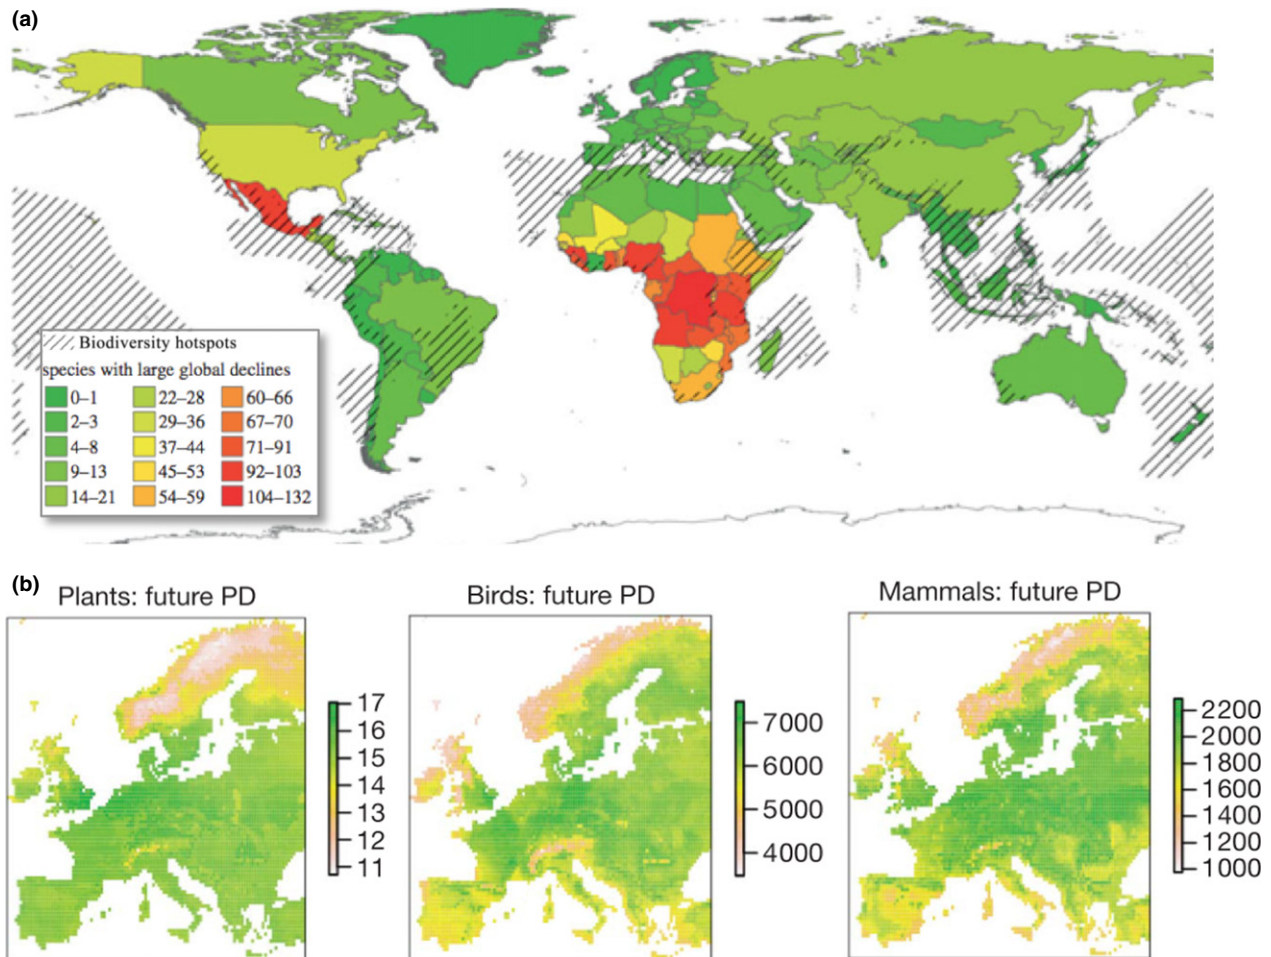 (a)
Biodiversity hotspots
species with large global declines
0–1 22–28 60–66
2–3 29–36 67–70
4–8 37–44 71–91
9–13 45–53 92–103
14–21 54–59 104–132
(b)
Plants: future PD Birds: future PD Mammals: future PD
17
16
15
14
13
12
11
7000
6000
5000
4000
2200
2000
1800
1600
1400
1200
1000